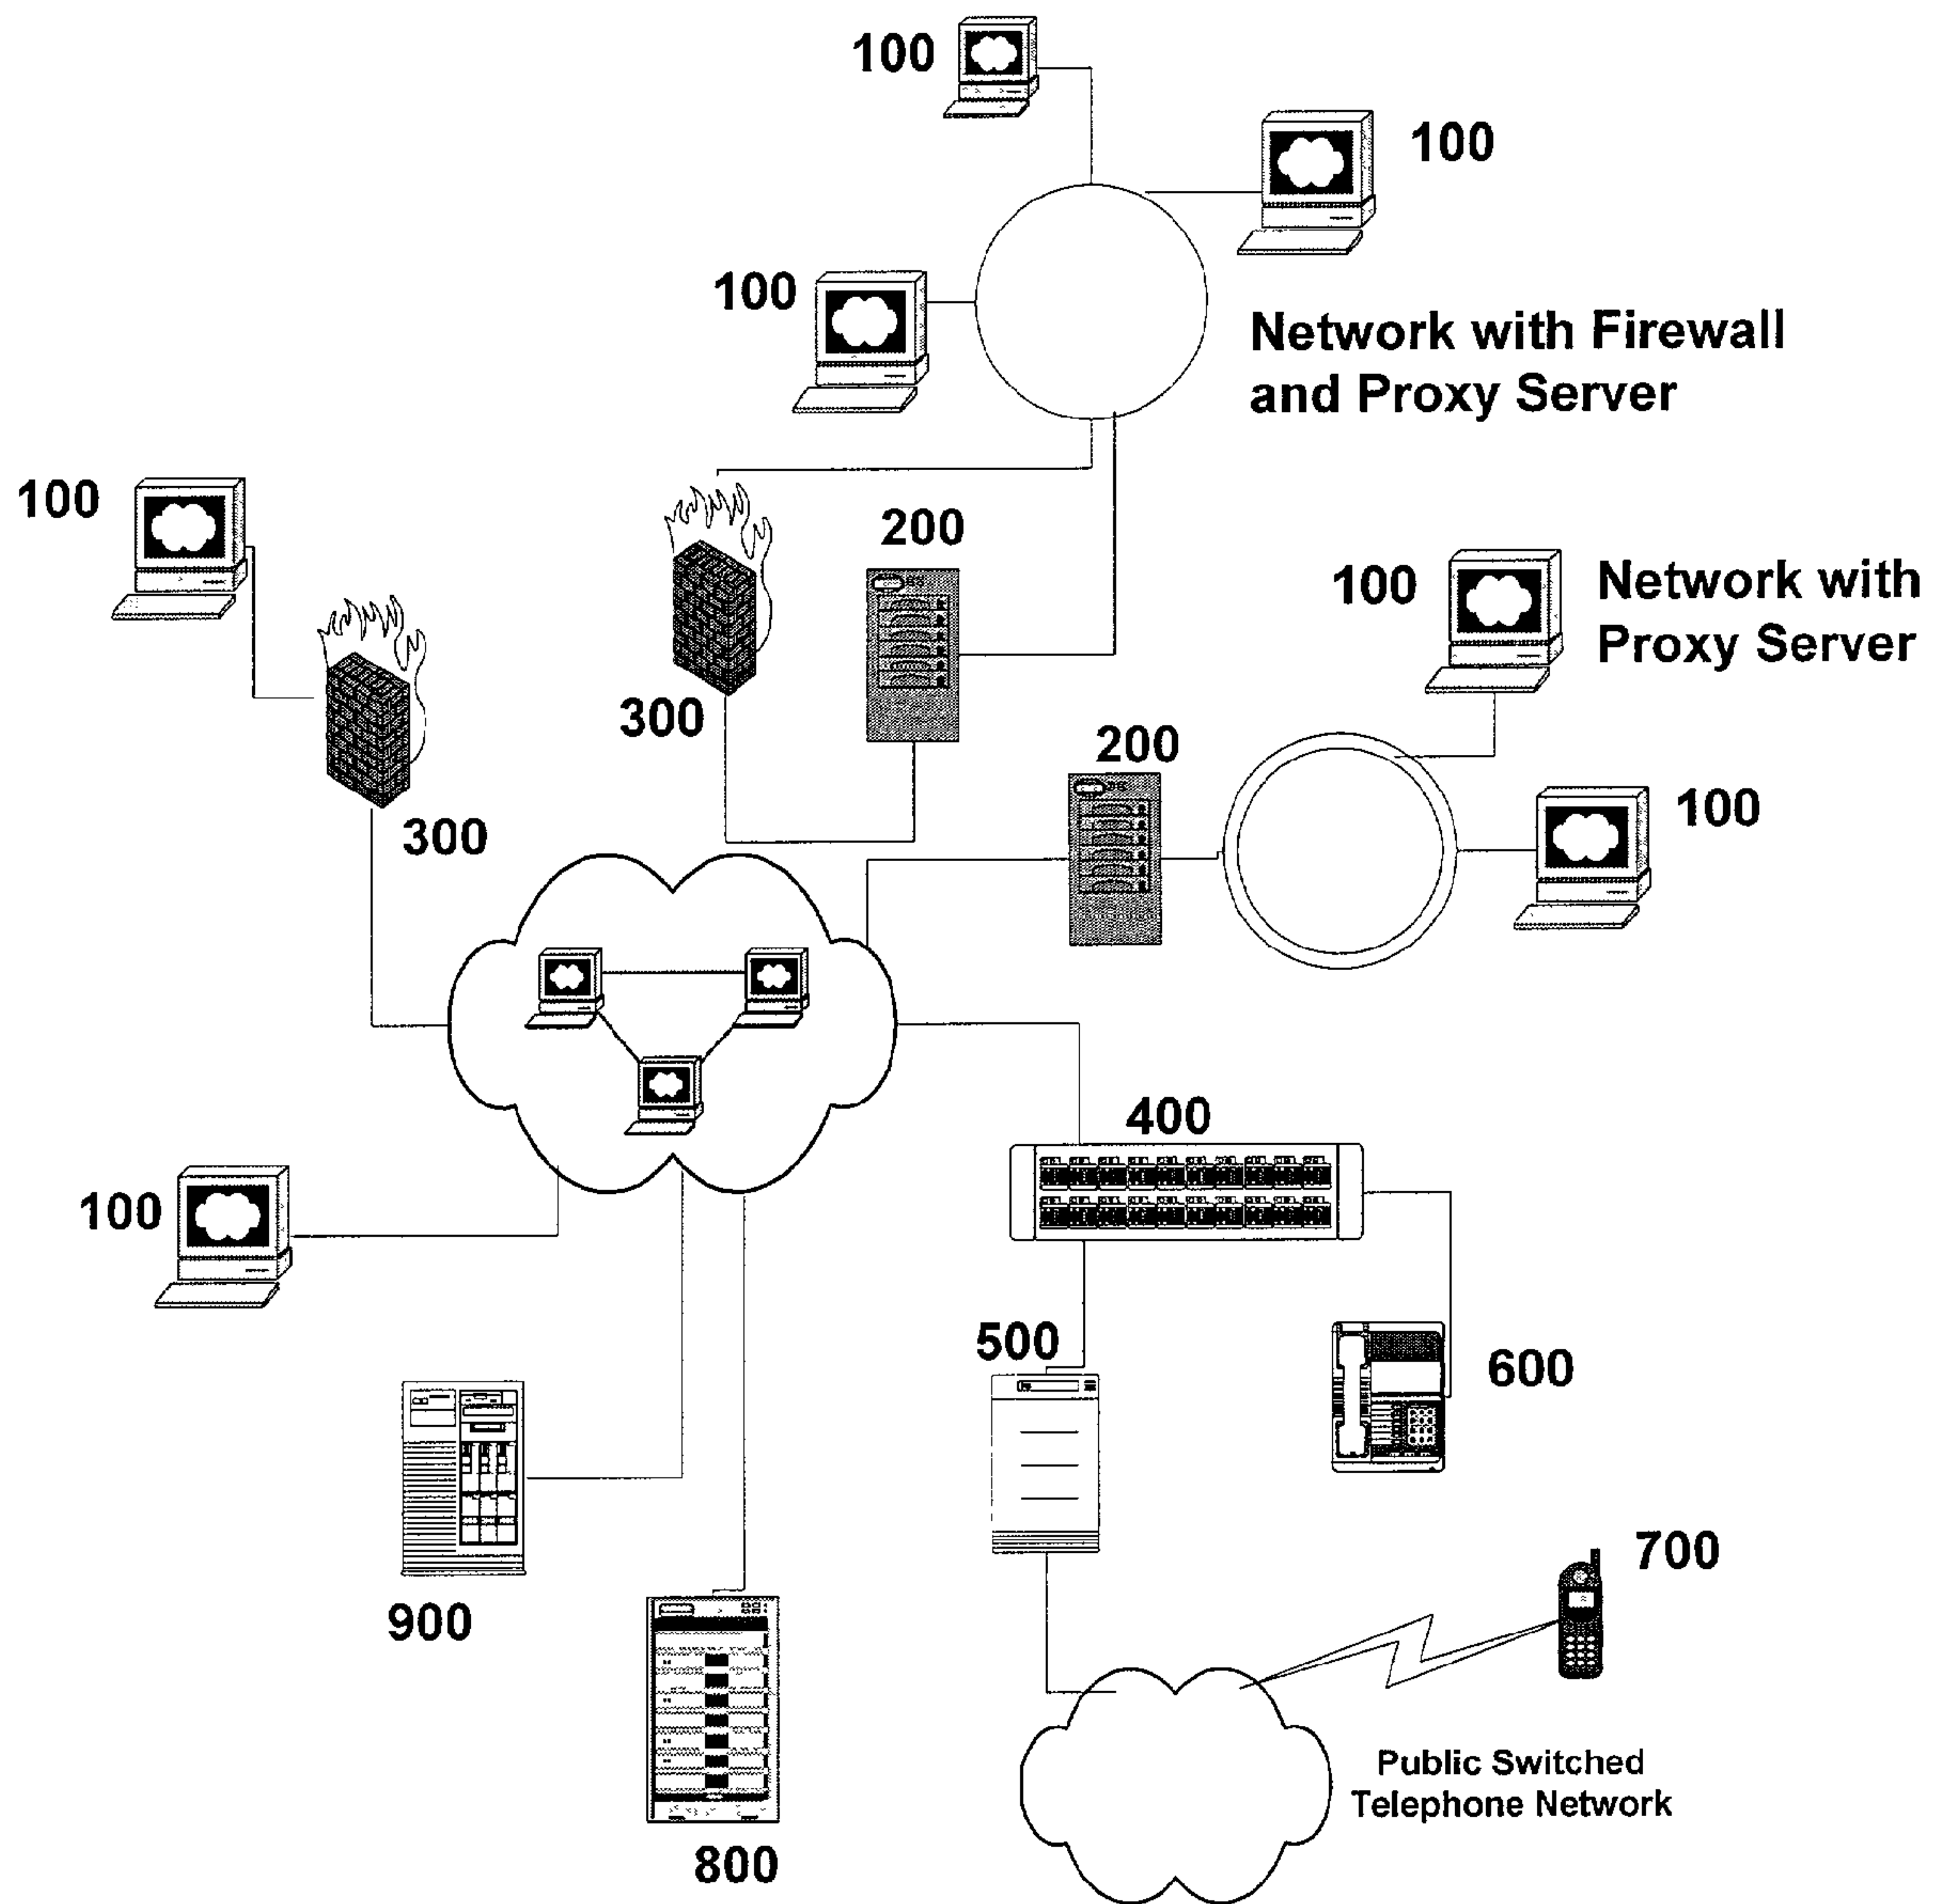 100
100
100
Network with Firewall
and Proxy Server
100
200
100
Network with
Proxy Server
300
200
100
300
400
100
500
600
700
900
Public Switched
Telephone Network
800